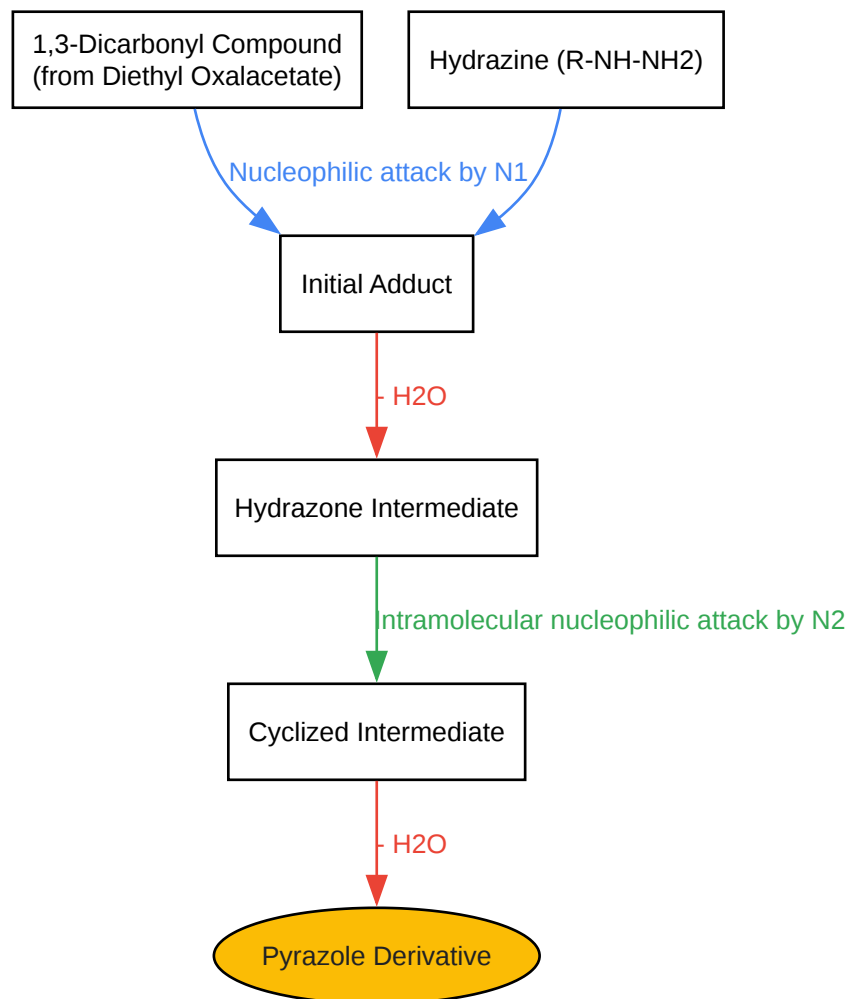 1,3-Dicarbonyl Compound
(from Diethyl Oxalacetate)
Hydrazine (R-NH-NH2)
Nucleophilic attack by N1
Initial Adduct
- H2O
Hydrazone Intermediate
Intramolecular nucleophilic attack by N2
Cyclized Intermediate
- H2O
Pyrazole Derivative